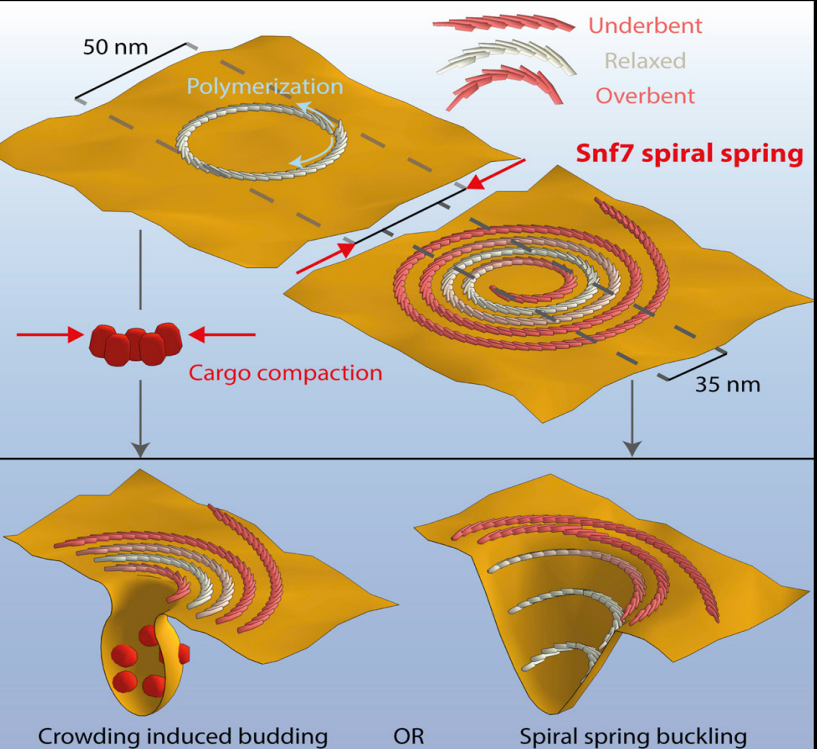 50 nm
Underbent
Relaxed
Overbent
Polymerization
Snf7 spiral spring
Cargo compaction
35 nm
Crowding induced budding OR Spiral spring buckling